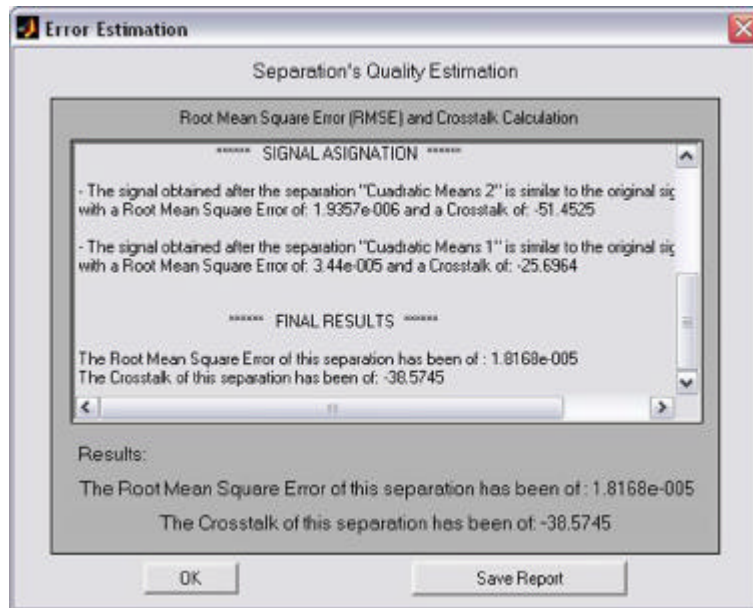 Error Estimation
Separation's Quality Estimation
Root Mean Square Error (RMSE) and Crosstalk Calculation
****** SIGNAL ASIGNATION ******
- The signal obtained after the separation "Cuadratic Means 2" is similar to the original sig
with a Root Mean Square Error of: 1.9357e-006 and a Crosstalk of: -51.4525
- The signal obtained after the separation "Cuadratic Means 1" is similar to the original sig
with a Root Mean Square Error of: 3.44e-005 and a Crosstalk of: -25.6964
****** FINAL RESULTS ******
The Root Mean Square Error of this separation has been of : 1.8168e-005
The Crosstalk of this separation has been of: -38.5745
Results:
The Root Mean Square Error of this separation has been of : 1.8168e-005
The Crosstalk of this separation has been of: -38.5745
OK
Save Report